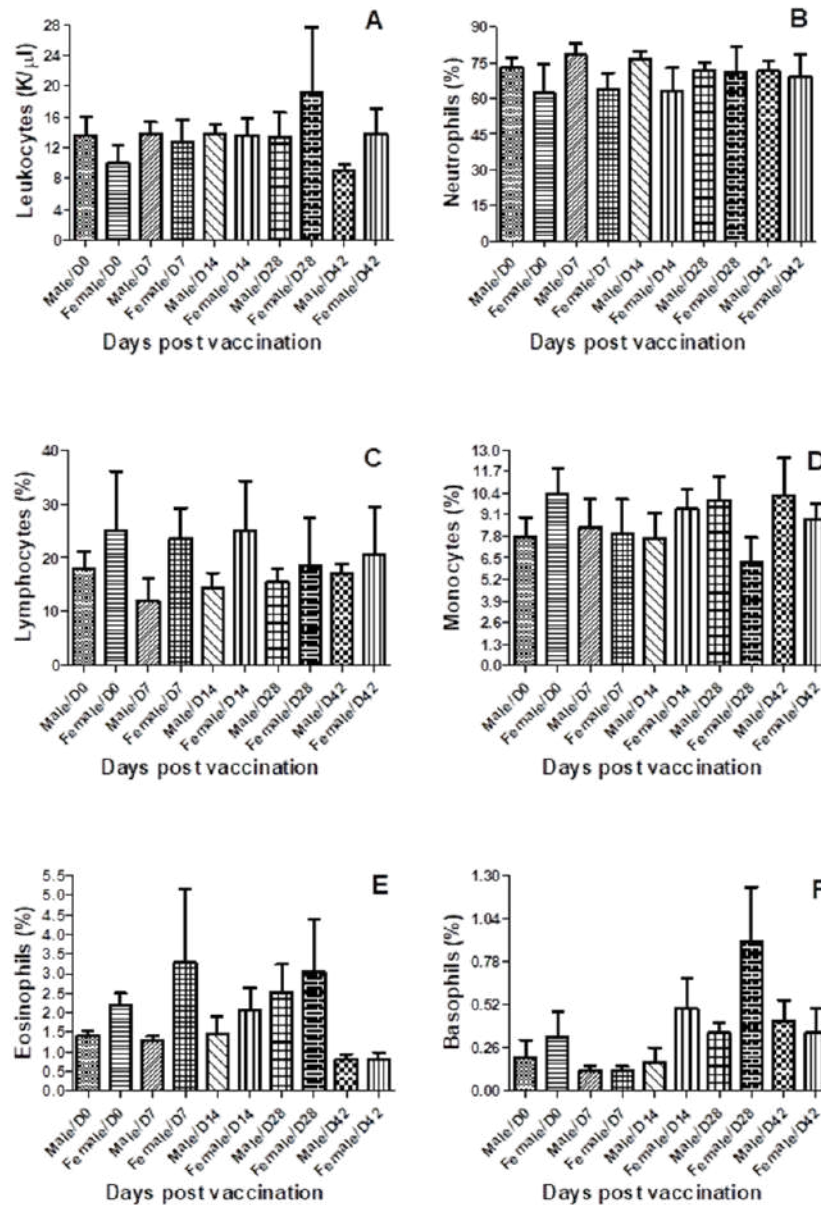 A
Leukocytes (K/µl)
28
24
20
16
12
8
4
0
Male/D0
Female/D0
Male/D7
Female/D7
Male/D14
Female/D14
Male/D28
Female/D28
Male/D42
Female/D42
Days post vaccination
B
Neutrophils (%)
90
75
60
45
30
15
0
Male/D0
Female/D0
Male/D7
Female/D7
Male/D14
Female/D14
Male/D28
Female/D28
Male/D42
Female/D42
Days post vaccination
C
Lymphocytes (%)
40
30
20
10
0
Male/D0
Female/D0
Male/D7
Female/D7
Male/D14
Female/D14
Male/D28
Female/D28
Male/D42
Female/D42
Days post vaccination
D
Monocytes (%)
13.0
11.7
10.4
9.1
7.8
6.5
5.2
3.9
2.6
1.3
0.0
Male/D0
Female/D0
Male/D7
Female/D7
Male/D14
Female/D14
Male/D28
Female/D28
Male/D42
Female/D42
Days post vaccination
E
Eosinophils (%)
5.5
5.0
4.5
4.0
3.5
3.0
2.5
2.0
1.5
1.0
0.5
0.0
Male/D0
Female/D0
Male/D7
Female/D7
Male/D14
Female/D14
Male/D28
Female/D28
Male/D42
Female/D42
Days post vaccination
F
Basophils (%)
1.30
1.04
0.78
0.52
0.26
0.00
Male/D0
Female/D0
Male/D7
Female/D7
Male/D14
Female/D14
Male/D28
Female/D28
Male/D42
Female/D42
Days post vaccination